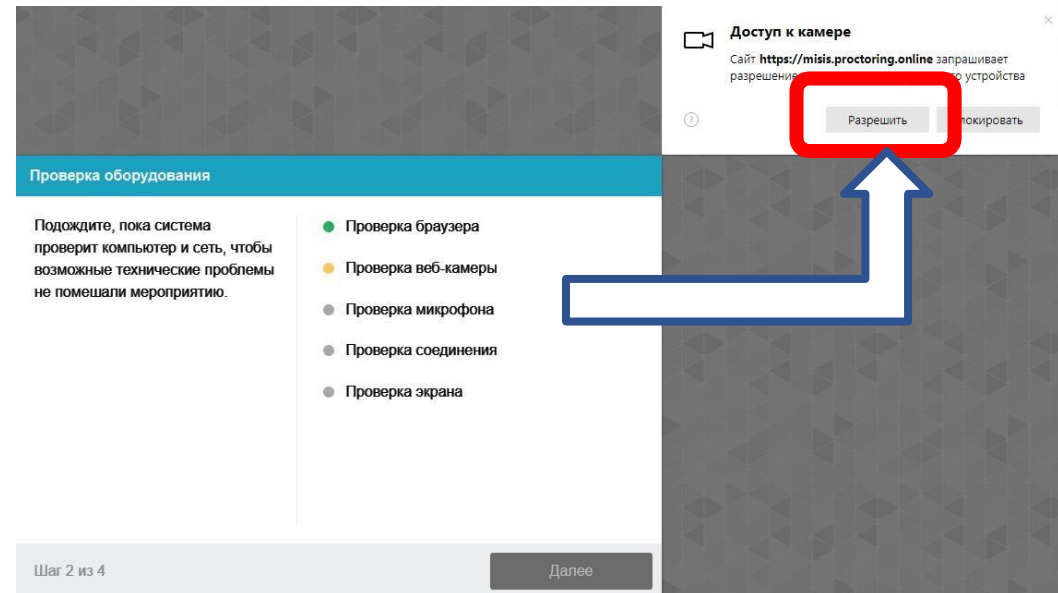 Доступ к камере
Сайт https://misis.proctoring.online запрашивает
разрешение устройства
Разрешить
Проверка оборудования
Подождите, пока система
проверит компьютер и сеть, чтобы
возможные технические проблемы
не помешали мероприятию.
Проверка браузера
Проверка веб-камеры
Проверка микрофона
Проверка соединения
Проверка экрана
Шаг 2 из 4
Далее